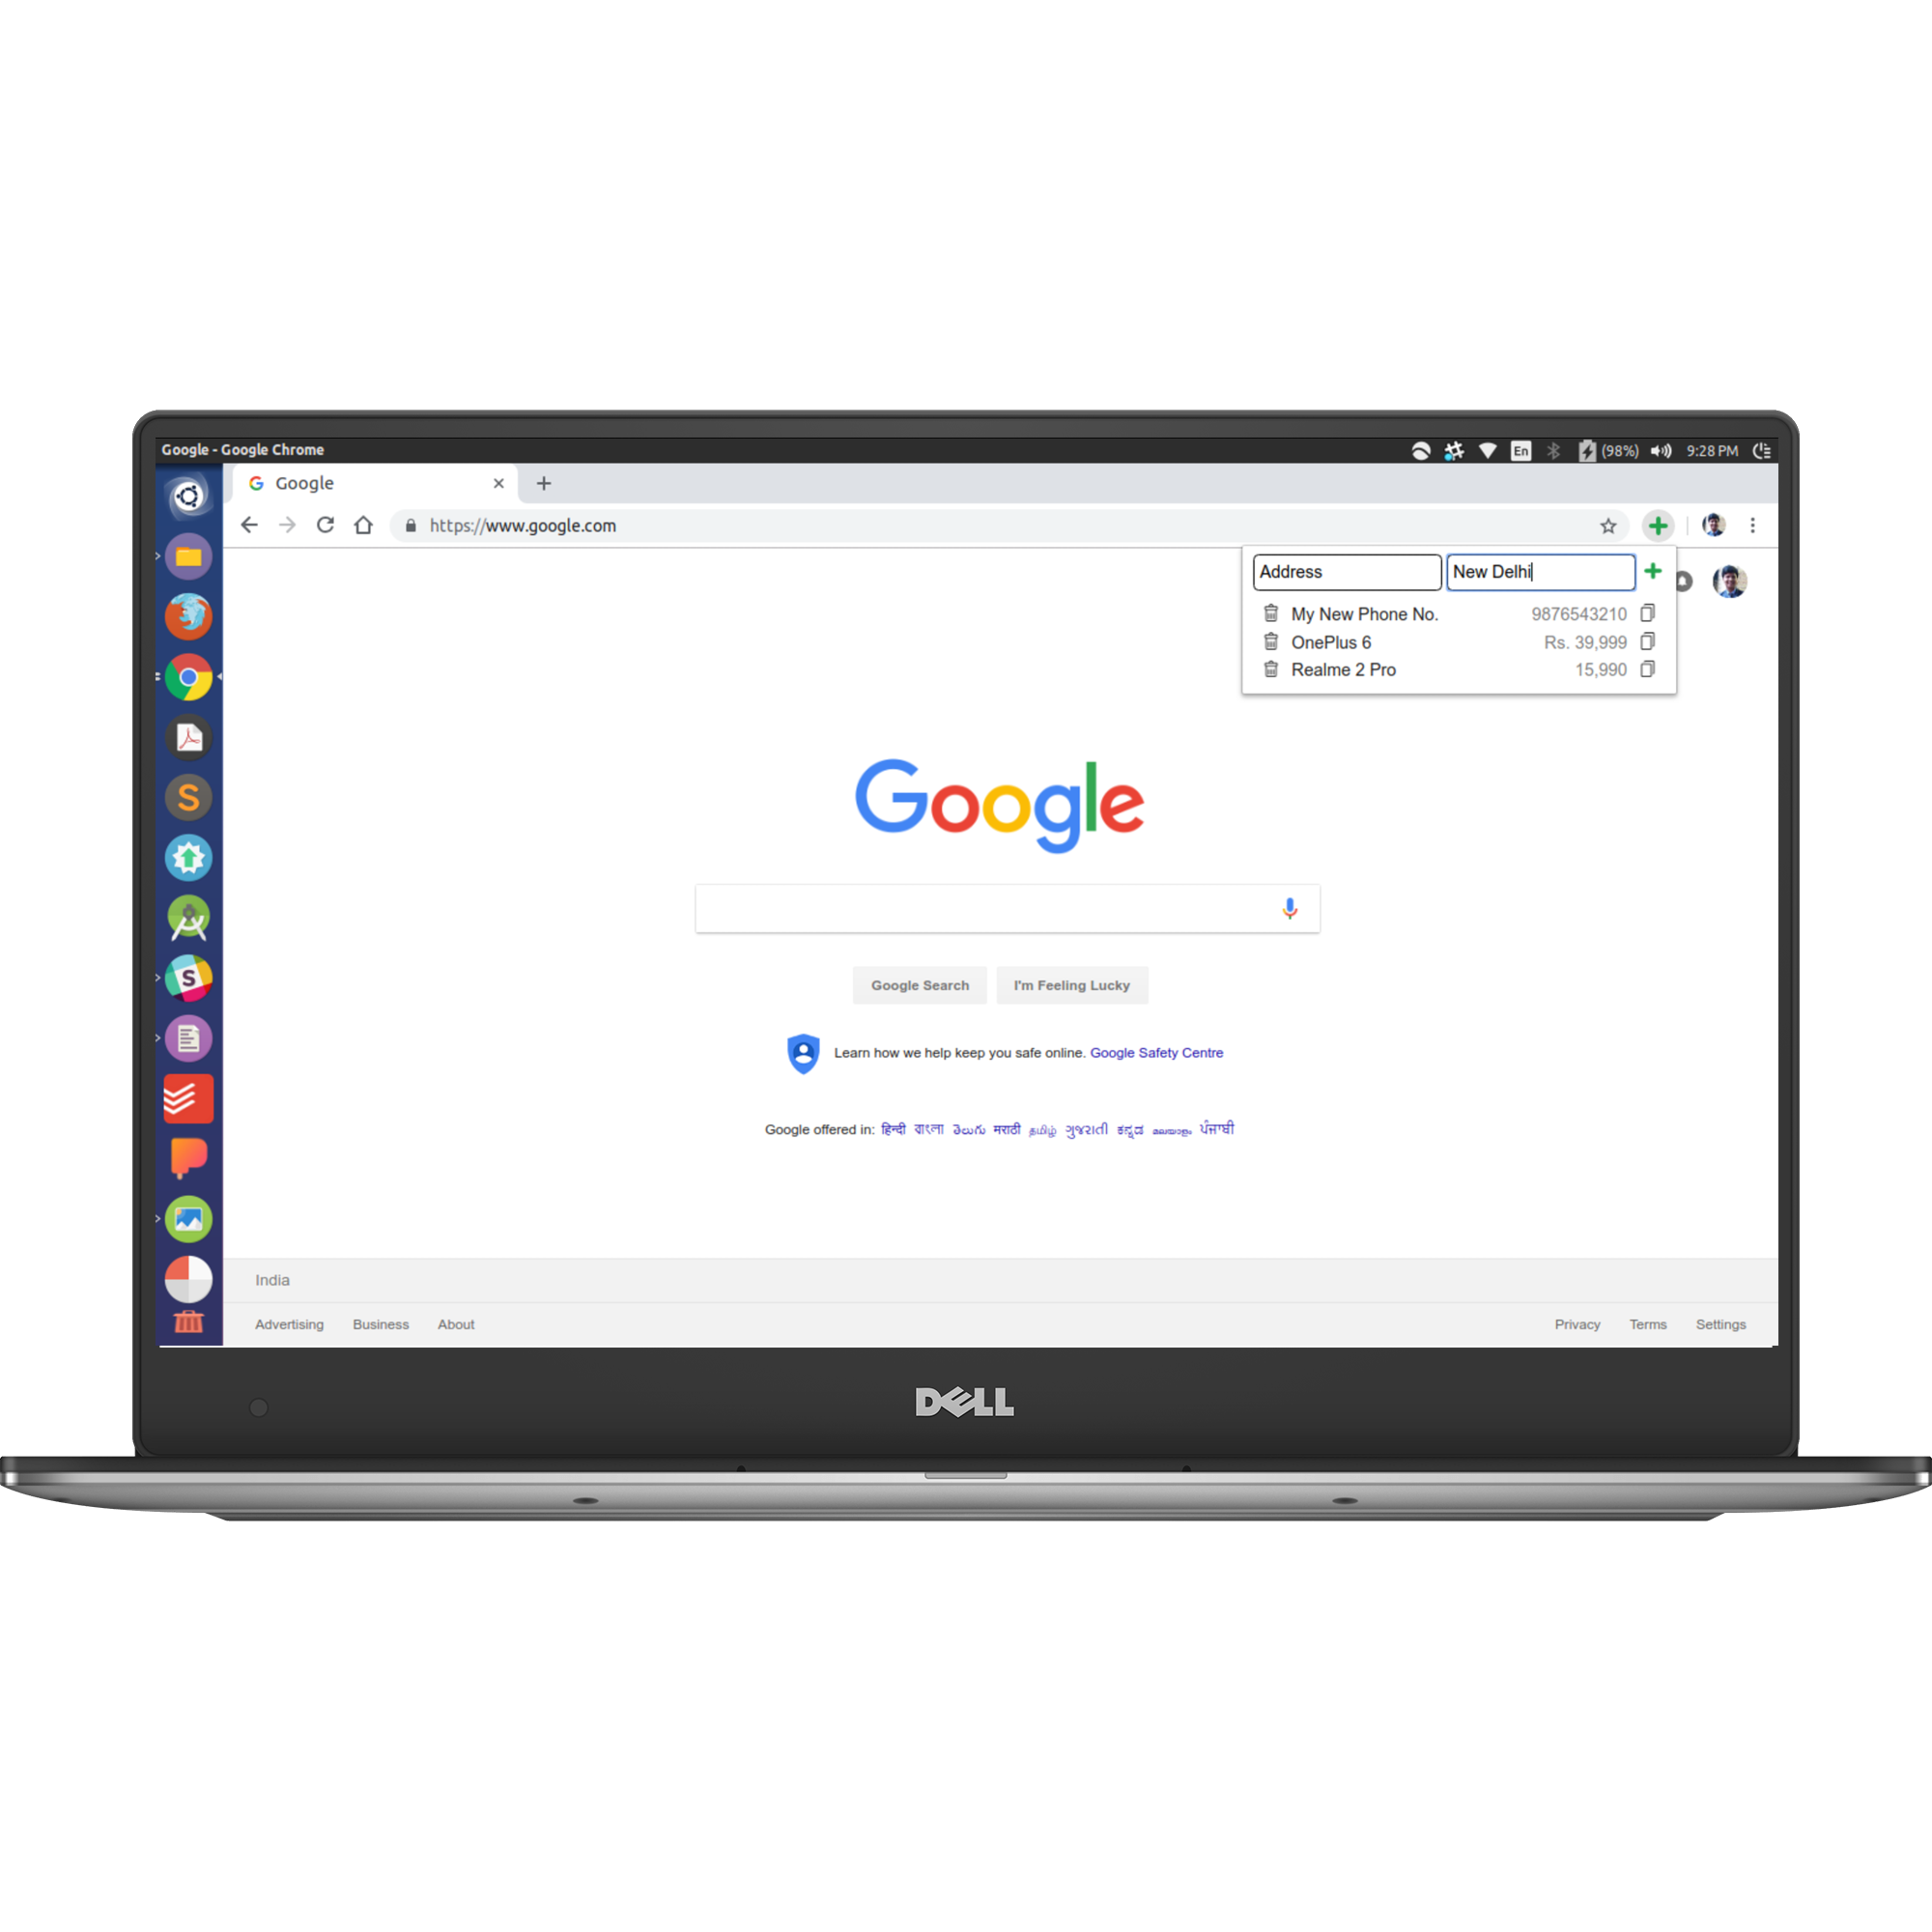 Google - Google Chrome
En (98%) 9:28 PM
Google
https://www.google.com
Address New Delhi
My New Phone No. 9876543210
OnePlus 6 Rs. 39,999
Realme 2 Pro 15,990
S
S
Google
Google Search I'm Feeling Lucky
Learn how we help keep you safe online. Google Safety Centre
Google offered in: हिन्दी বাংলা తెలుగు मराठी தமிழ் ગુજરાતી ಕನ್ನಡ മലയാളം ਪੰਜਾਬੀ
India
Advertising Business About Privacy Terms Settings
DELL